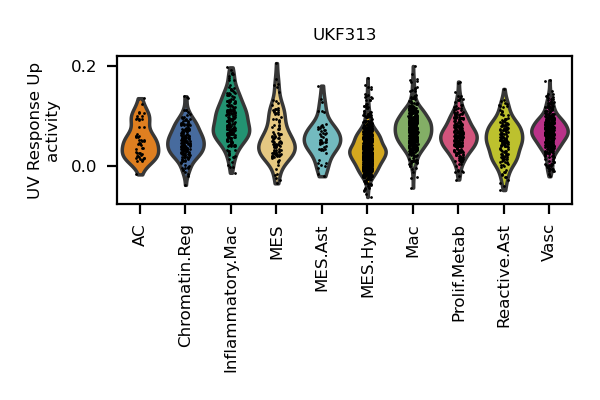 UKF313
UV Response Up
activity
0.2
0.0
AC
Chromatin.Reg
Inflammatory.Mac
MES
MES.Ast
MES.Hyp
Mac
Prolif.Metab
Reactive.Ast
Vasc